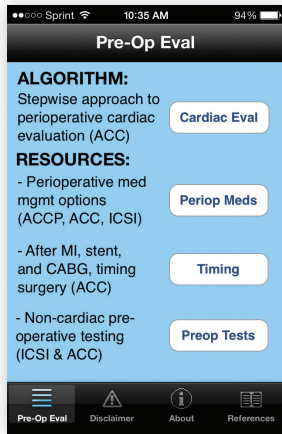 Sprint 10:35 AM 94%
Pre-Op Eval
ALGORITHM:
Stepwise approach to
perioperative cardiac
evaluation (ACC)
Cardiac Eval
RESOURCES:
- Perioperative med
mgmt options
(ACCP, ACC, ICSI)
Periop Meds
- After MI, stent,
and CABG, timing
surgery (ACC)
Timing
- Non-cardiac pre-
operative testing
(ICSI & ACC)
Preop Tests
Pre-Op Eval Disclaimer About References